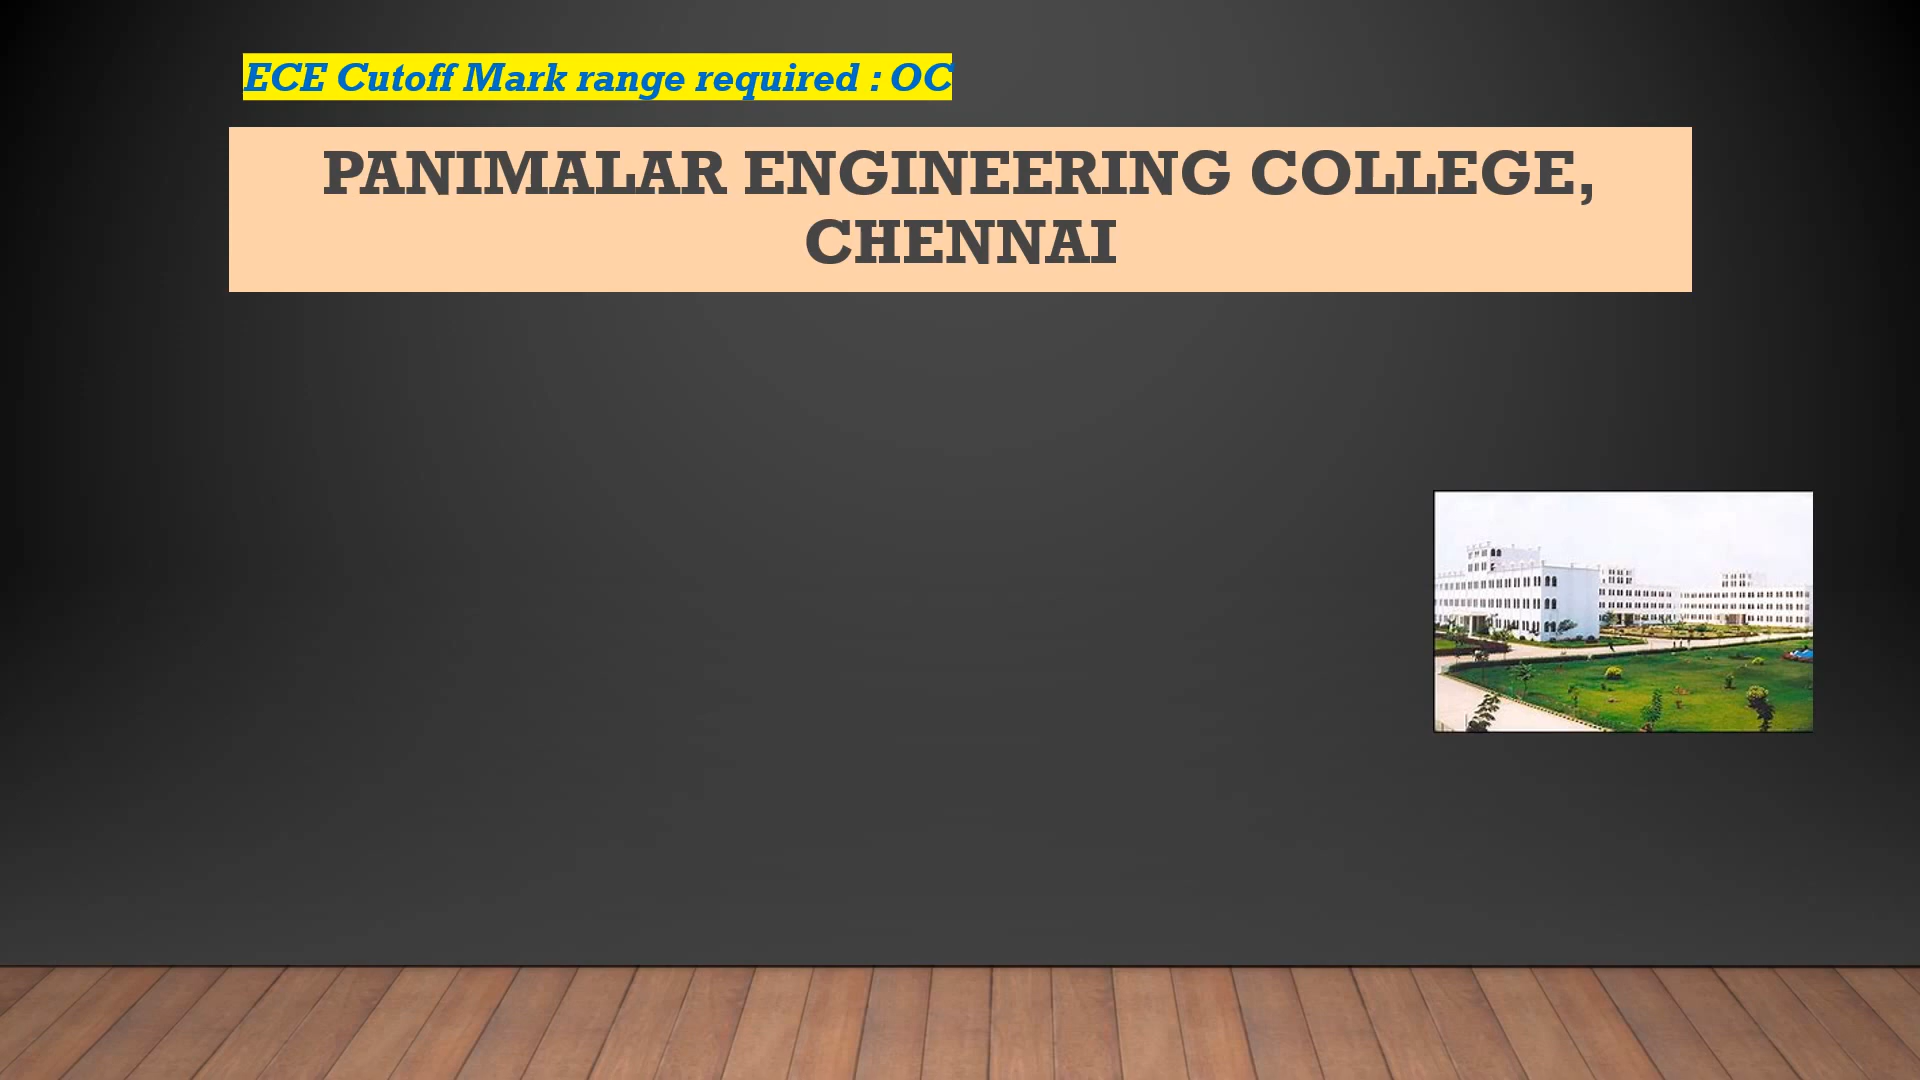 ECE Cutoff Mark range required : OC
PANIMALAR ENGINEERING COLLEGE,
CHENNAI